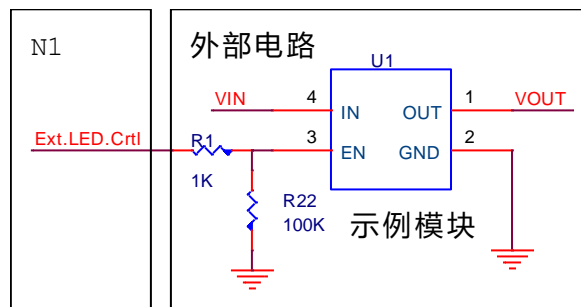 N1
外部电路
U1
VIN
4
IN
OUT
1
VOUT
Ext.LED.Crtl
R1
3
EN
GND
2
1K
R22
100K
示例模块